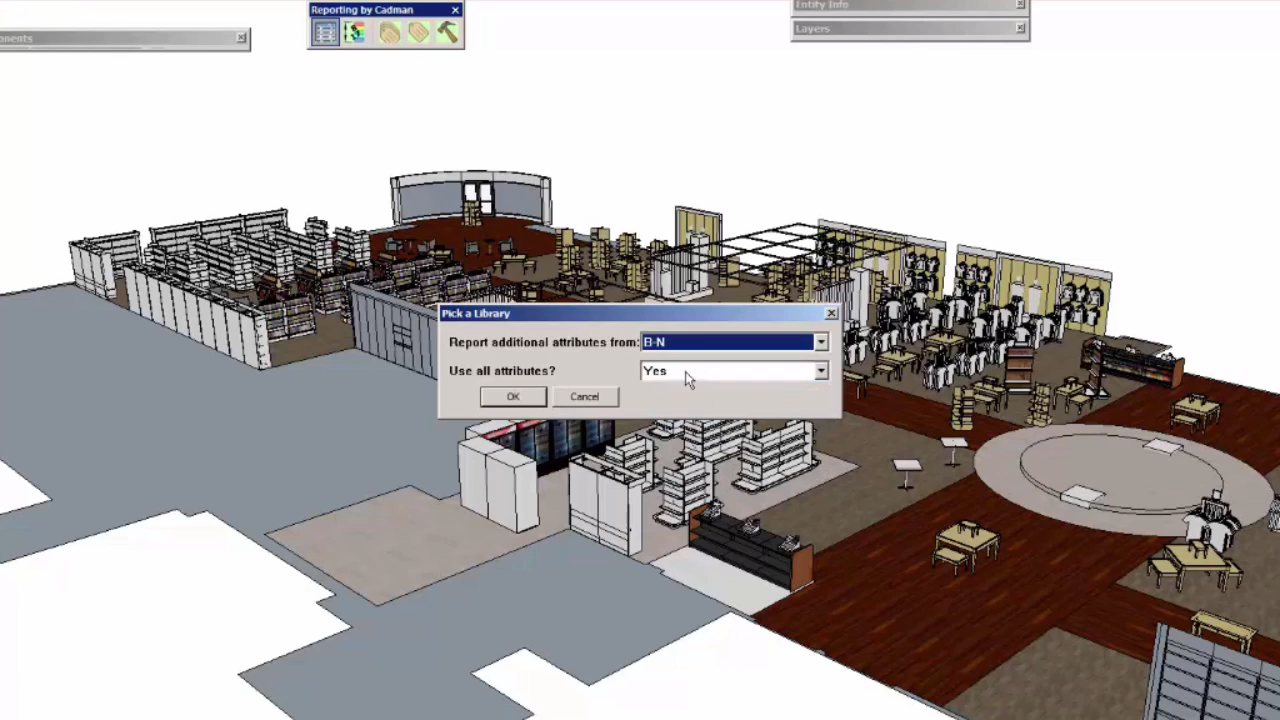 Reporting by Cadman
Entity Info
Layers
onents
Pick a Library
Report additional attributes from: B-N
Use all attributes? Yes
OK Cancel